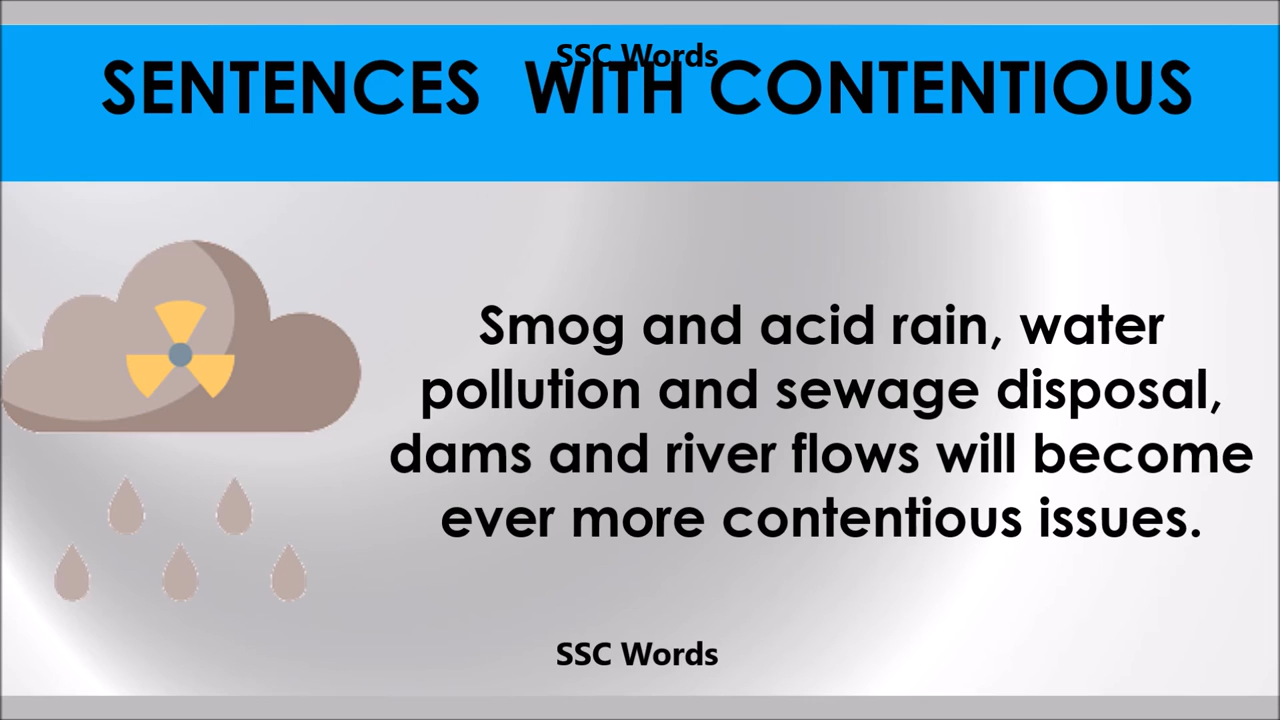 SSC Words
SENTENCES WITH CONTENTIOUS
Smog and acid rain, water
pollution and sewage disposal,
dams and river flows will become
ever more contentious issues.
SSC Words